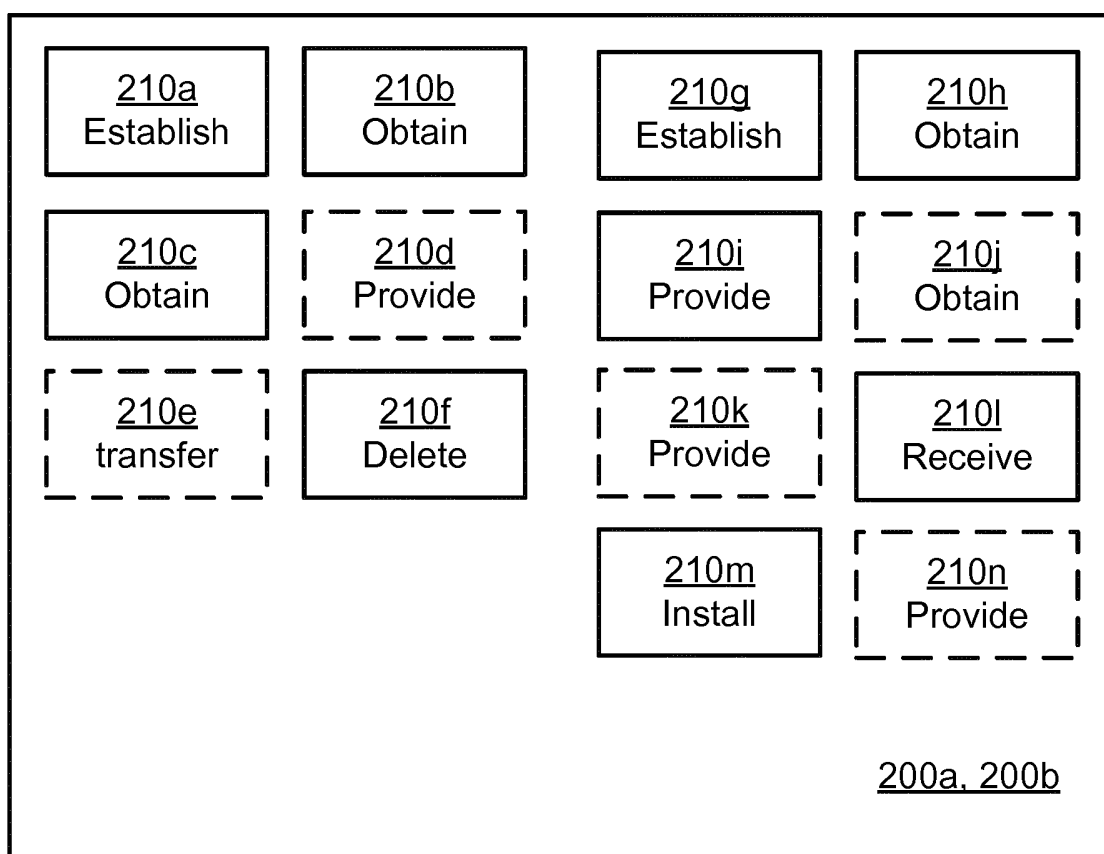 210a
Establish
210b
Obtain
210g
Establish
210h
Obtain
210c
Obtain
210d
Provide
210i
Provide
210j
Obtain
210e
transfer
210f
Delete
210k
Provide
210l
Receive
210m
Install
210n
Provide
200a, 200b